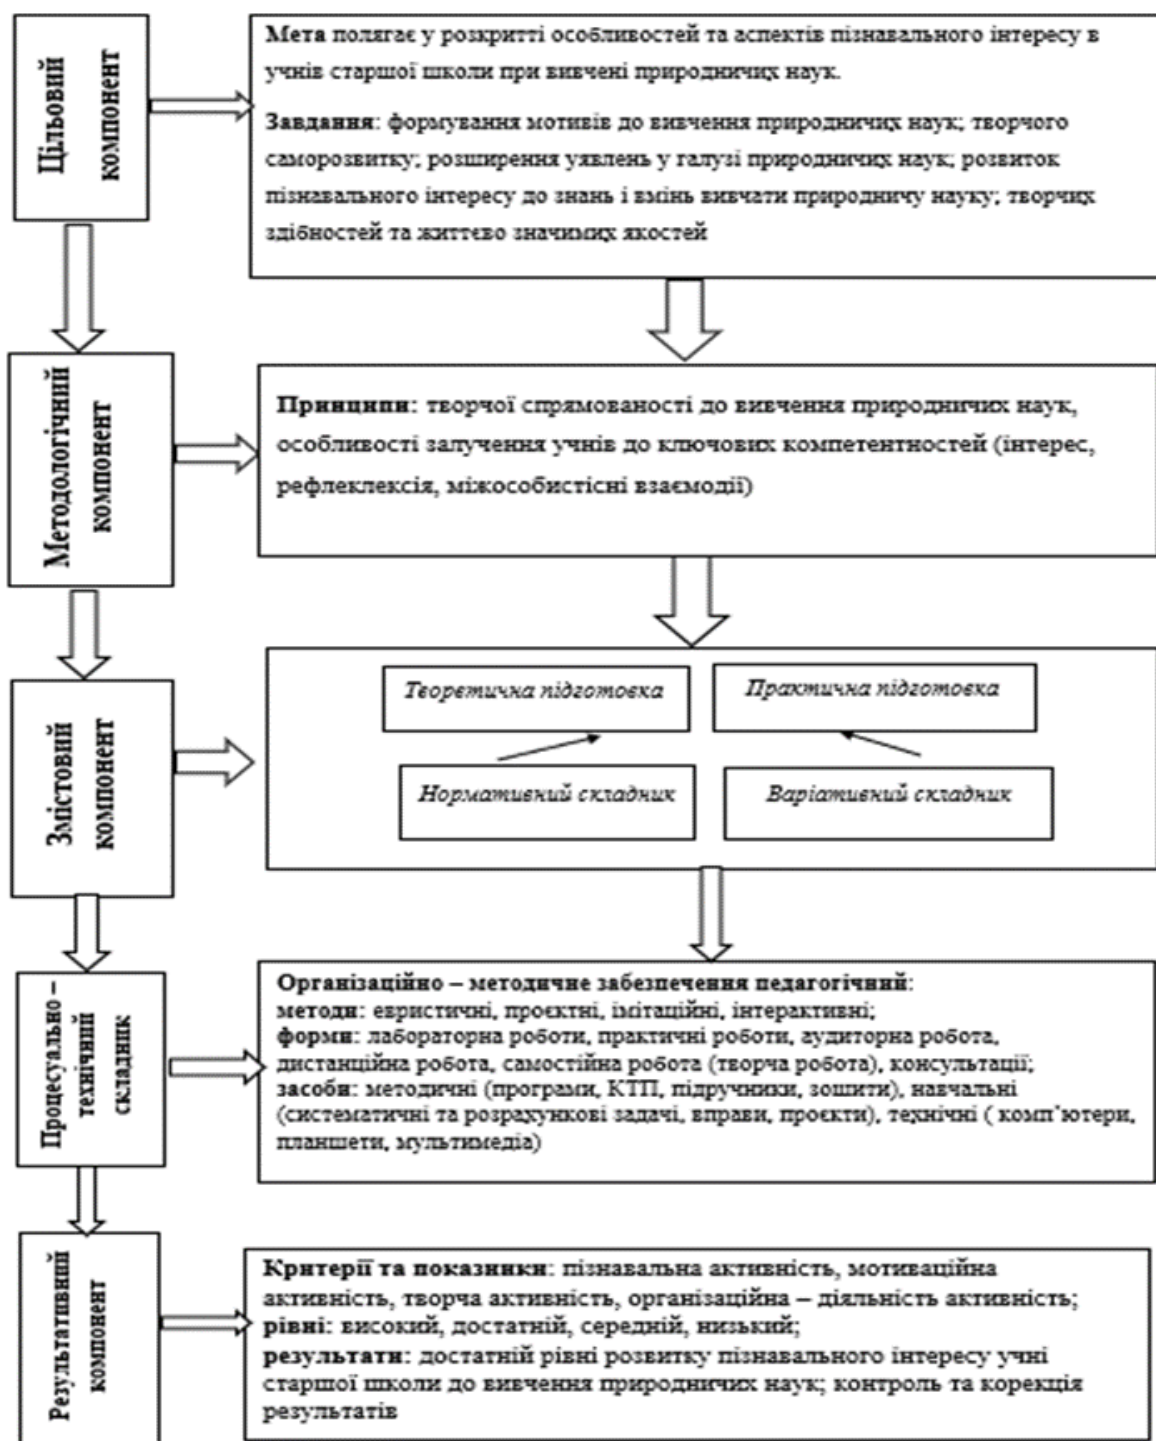 Цільовий
компонент
Мета полягає у розкритті особливостей та аспектів пізнавального інтересу в
учнів старшої школи при вивчені природничих наук.
Завдання: формування мотивів до вивчення природничих наук; творчого
саморозвитку; розширення уявлень у галузі природничих наук; розвиток
пізнавального інтересу до знань і вмінь вивчати природничу науку; творчих
здібностей та життєво значимих якостей
Методологічний
компонент
Принципи: творчої спрямованості до вивчення природничих наук,
особливості залучення учнів до ключових компетентностей (інтерес,
рефлеклексія, міжособистісні взаємодії)
Змістовий
компонент
Теоретична підготовка
Практична підготовка
Нормативний складник
Варіативний складник
Процесуально –
технічний
складник
Організаційно – методичне забезпечення педагогічний:
методи: евристичні, проєктні, імітаційні, інтерактивні;
форми: лабораторна роботи, практичні роботи, аудиторна робота,
дистанційна робота, самостійна робота (творча робота), консультації;
засоби: методичні (програми, КТП, підручники, зошити), навчальні
(систематичні та розрахункові задачі, вправи, проєкти), технічні ( комп’ютери,
планшети, мультимедіа)
Результативний
компонент
Критерії та показники: пізнавальна активність, мотиваційна
активність, творча активність, організаційна – діяльність активність;
рівні: високий, достатній, середній, низький;
результати: достатній рівні розвитку пізнавального інтересу учні
старшої школи до вивчення природничих наук; контроль та корекція
результатів